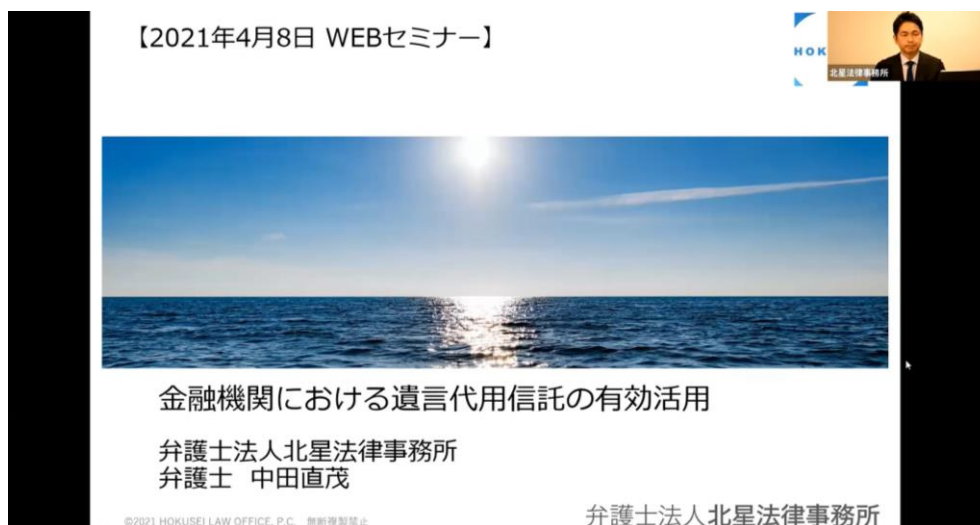 【2021年4月8日 WEBセミナー】
HOK
北星法律事務所
金融機関における遺言代用信託の有効活用
弁護士法人北星法律事務所
弁護士 中田直茂
©2021 HOKUSEI LAW OFFICE, P.C. 無断複製禁止
弁護士法人北星法律事務所